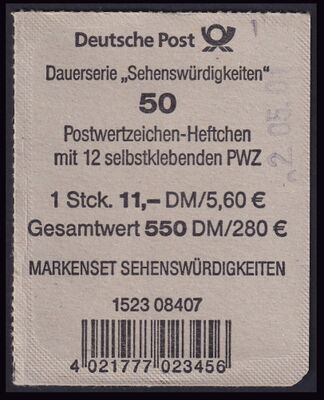 Deutsche Post
Dauerserie „Sehenswürdigkeiten“
50
Postwertzeichen-Heftchen
mit 12 selbstklebenden PWZ
1 Stck. 11,– DM/5,60 €
Gesamtwert 550 DM/280 €
MARKENSET SEHENSWÜRDIGKEITEN
1523 08407
4 021777 023456